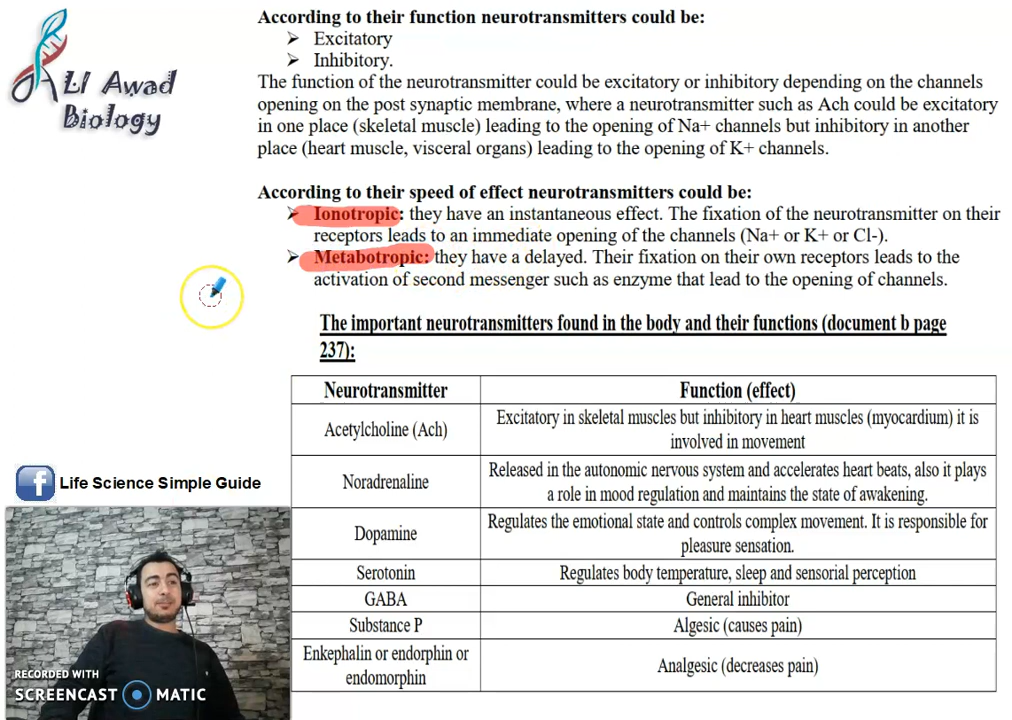 ALI Awad
Biology
According to their function neurotransmitters could be:
➢ Excitatory
➢ Inhibitory.
The function of the neurotransmitter could be excitatory or inhibitory depending on the channels
opening on the post synaptic membrane, where a neurotransmitter such as Ach could be excitatory
in one place (skeletal muscle) leading to the opening of Na+ channels but inhibitory in another
place (heart muscle, visceral organs) leading to the opening of K+ channels.
According to their speed of effect neurotransmitters could be:
➢ Ionotropic: they have an instantaneous effect. The fixation of the neurotransmitter on their
receptors leads to an immediate opening of the channels (Na+ or K+ or Cl-).
➢ Metabotropic: they have a delayed. Their fixation on their own receptors leads to the
activation of second messenger such as enzyme that lead to the opening of channels.
The important neurotransmitters found in the body and their functions (document b page
237):
Neurotransmitter Function (effect)
Acetylcholine (Ach) Excitatory in skeletal muscles but inhibitory in heart muscles (myocardium) it is
involved in movement
Noradrenaline Released in the autonomic nervous system and accelerates heart beats, also it plays
a role in mood regulation and maintains the state of awakening.
Dopamine Regulates the emotional state and controls complex movement. It is responsible for
pleasure sensation.
Serotonin Regulates body temperature, sleep and sensorial perception
GABA General inhibitor
Substance P Algesic (causes pain)
Enkephalin or endorphin or
endomorphin Analgesic (decreases pain)
Life Science Simple Guide
RECORDED WITH
SCREENCAST MATIC